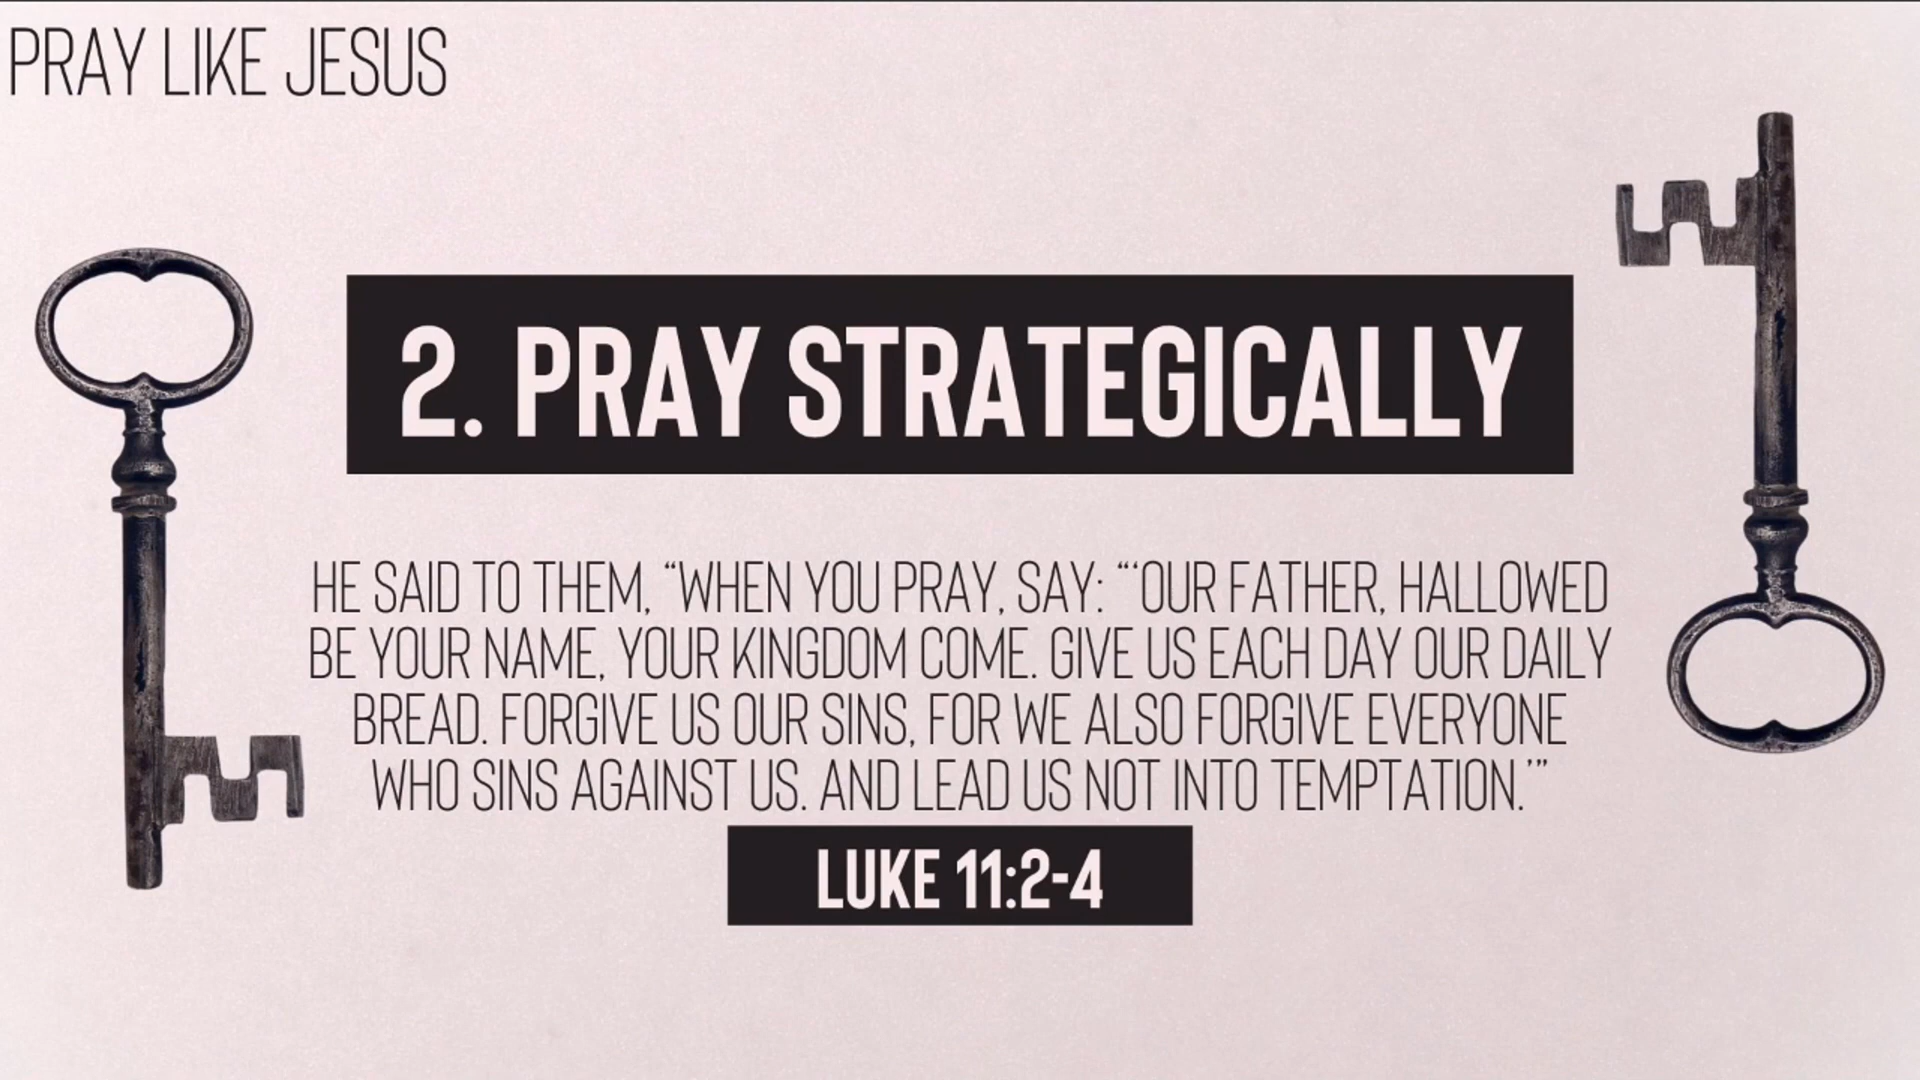 PRAY LIKE JESUS
2. PRAY STRATEGICALLY
HE SAID TO THEM, “WHEN YOU PRAY, SAY: “‘OUR FATHER, HALLOWED
BE YOUR NAME, YOUR KINGDOM COME. GIVE US EACH DAY OUR DAILY
BREAD. FORGIVE US OUR SINS, FOR WE ALSO FORGIVE EVERYONE
WHO SINS AGAINST US. AND LEAD US NOT INTO TEMPTATION.’”
LUKE 11:2-4